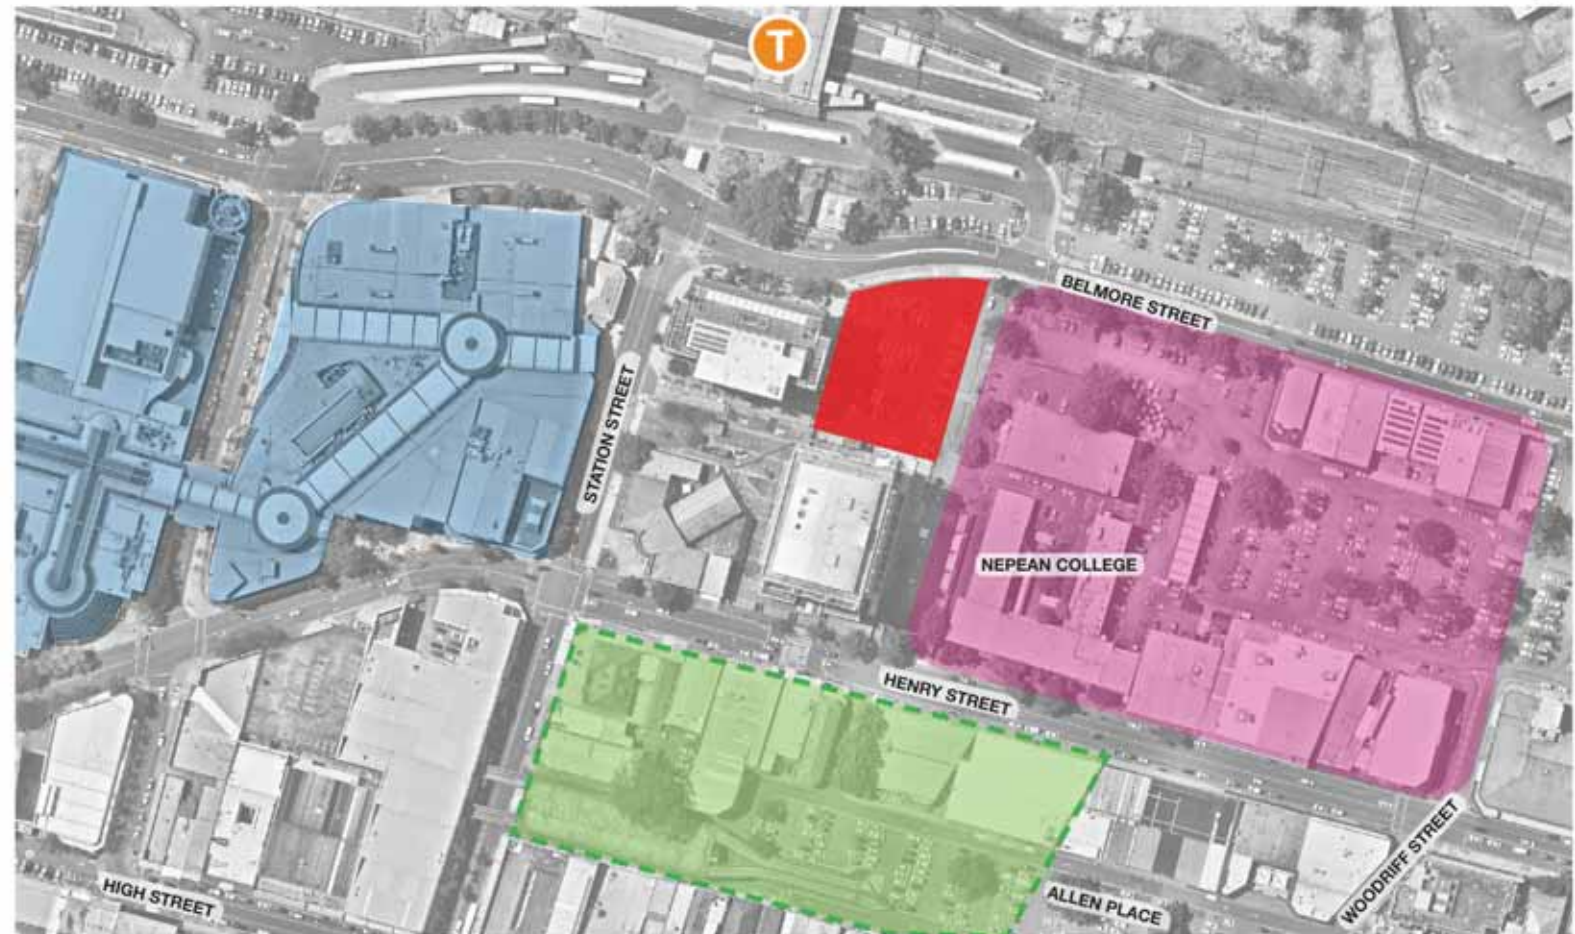 T
BELMORE STREET
STATION STREET
NEPEAN COLLEGE
HENRY STREET
HIGH STREET
ALLEN PLACE
WOODRIFF STREET